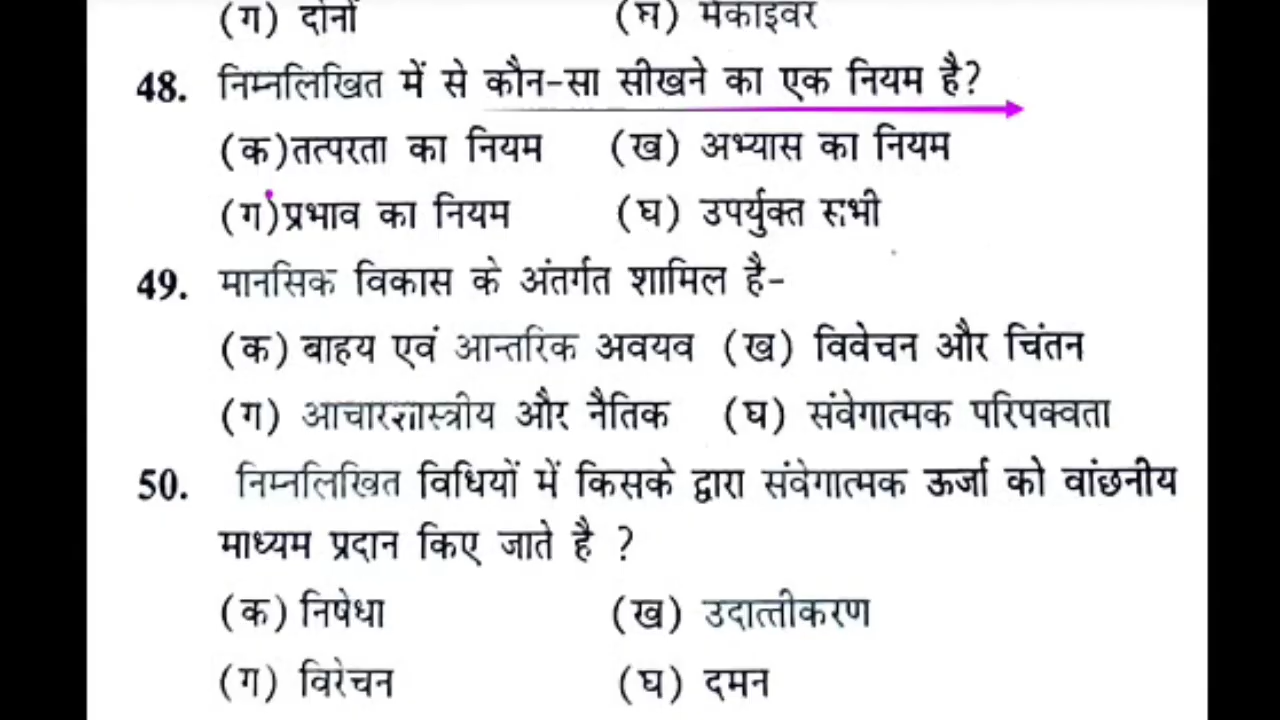 (ग) दोनों (घ) मेकाइवर
48. निम्नलिखित में से कौन-सा सीखने का एक नियम है?
(क)तत्परता का नियम (ख) अभ्यास का नियम
(ग)प्रभाव का नियम (घ) उपर्युक्त सभी
49. मानसिक विकास के अंतर्गत शामिल है-
(क) बाहय एवं आन्तरिक अवयव (ख) विवेचन और चिंतन
(ग) आचारशास्त्रीय और नैतिक (घ) संवेगात्मक परिपक्वता
50. निम्नलिखित विधियों में किसके द्वारा संवेगात्मक ऊर्जा को वांछनीय
माध्यम प्रदान किए जाते है ?
(क) निषेधा (ख) उदात्तीकरण
(ग) विरेचन (घ) दमन